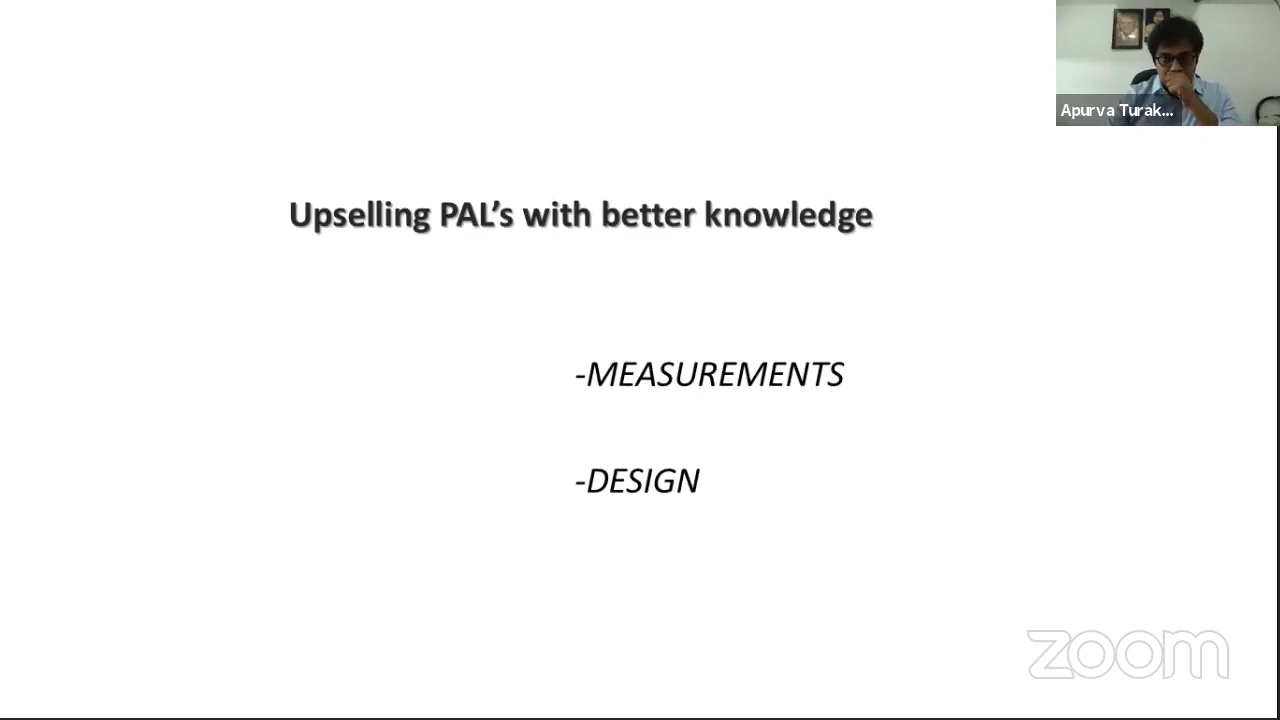 Apurva Turak...
Upselling PAL’s with better knowledge
-MEASUREMENTS
-DESIGN
zoom